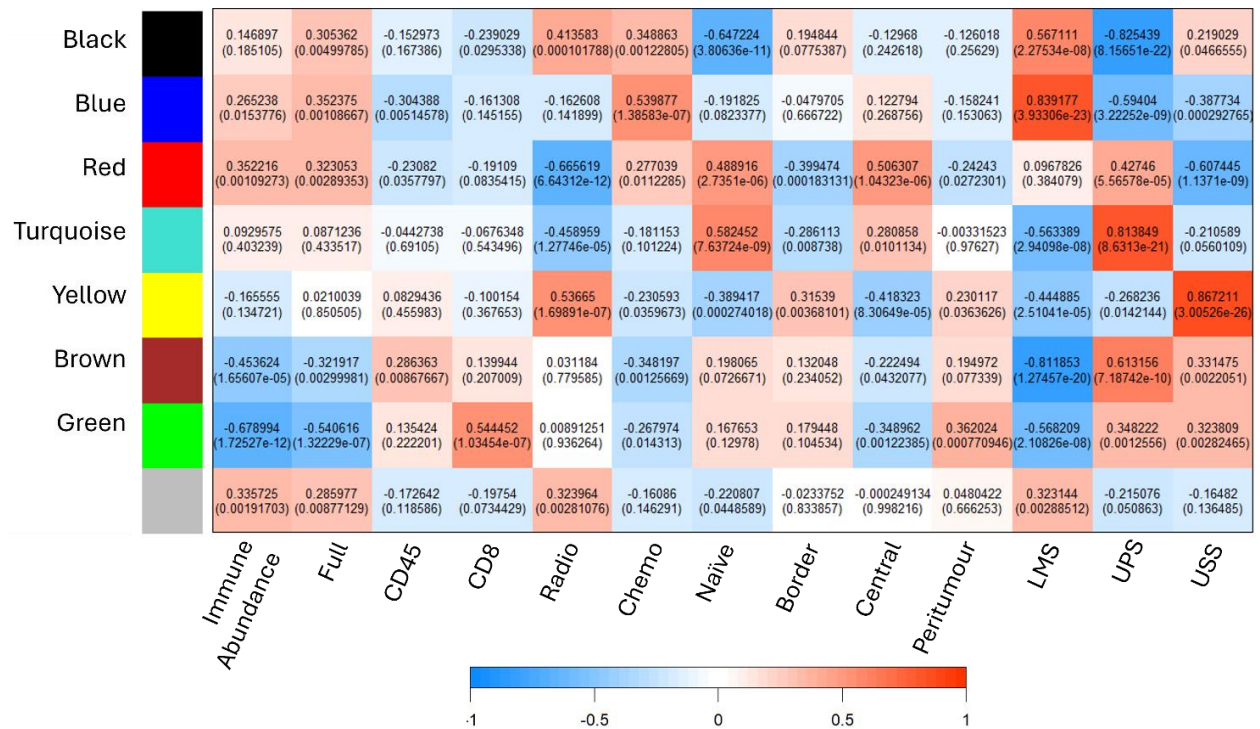 Black
0.146897 0.305362 -0.152973 -0.239029 0.413583 0.348863 -0.647224 0.194844 -0.12968 -0.126018 0.567111 -0.825439 0.219029
(0.185105) (0.00499785) (0.167386) (0.0295338) (0.000101788) (0.00122805) (3.80636e-11) (0.0775387) (0.242618) (0.25629) (2.27534e-08) (8.15651e-22) (0.0466555)
Blue
0.265238 0.352375 -0.304388 -0.161308 -0.162608 0.539877 -0.191825 -0.0479705 0.122794 -0.158241 0.839177 -0.59404 -0.387734
(0.0153776) (0.00108667) (0.00514578) (0.145155) (0.141899) (1.38583e-07) (0.0823377) (0.666722) (0.268756) (0.153063) (3.93306e-23) (3.22252e-09) (0.000292765)
Red
0.352216 0.323053 -0.23082 -0.19109 -0.665619 0.277039 0.488916 -0.399474 0.506307 -0.24243 0.0967826 0.42746 -0.607445
(0.00109273) (0.00289353) (0.0357797) (0.0835415) (6.64312e-12) (0.0112285) (2.7351e-06) (0.000183131) (1.04323e-06) (0.0272301) (0.384079) (5.56578e-05) (1.1371e-09)
Turquoise
0.0929575 0.0871236 -0.0442738 -0.0676348 -0.458959 -0.181153 0.582452 -0.286113 0.280858 -0.00331523 -0.563389 0.813849 -0.210589
(0.403239) (0.433517) (0.69105) (0.543496) (1.27746e-05) (0.101224) (7.63724e-09) (0.008738) (0.0101134) (0.97627) (2.94098e-08) (8.6313e-21) (0.0560109)
Yellow
-0.165555 0.0210039 0.0829436 -0.100154 0.53665 -0.230593 -0.389417 0.31539 -0.418323 0.230117 -0.444885 -0.268236 0.867211
(0.134721) (0.850505) (0.455983) (0.367653) (1.69891e-07) (0.0359673) (0.000274018) (0.00368101) (8.30649e-05) (0.0363626) (2.51041e-05) (0.0142144) (3.00526e-26)
Brown
-0.453624 -0.321917 0.286363 0.139944 0.031184 -0.348197 0.198065 0.132048 -0.222494 0.194972 -0.811853 0.613156 0.331475
(1.65607e-05) (0.00299981) (0.00867667) (0.207009) (0.779585) (0.00125669) (0.0726671) (0.234052) (0.0432077) (0.077339) (1.27457e-20) (7.18742e-10) (0.0022051)
Green
-0.678994 -0.540616 0.135424 0.544452 0.00891251 -0.267974 0.167653 0.179448 -0.348962 0.362024 -0.568209 0.348222 0.323809
(1.72527e-12) (1.32229e-07) (0.222201) (1.03454e-07) (0.936264) (0.014313) (0.12978) (0.104534) (0.00122385) (0.000770946) (2.10826e-08) (0.0012556) (0.00282465)
0.335725 0.285977 -0.172642 -0.19754 0.323964 -0.16086 -0.220807 -0.0233752 -0.000249134 0.0480422 0.323144 -0.215076 -0.16482
(0.00191703) (0.00877129) (0.118586) (0.0734429) (0.00281076) (0.146291) (0.0448589) (0.833857) (0.998216) (0.666253) (0.00288512) (0.050863) (0.136485)
Immune
Abundance
Full
CD45
CD8
Radio
Chemo
Naïve
Border
Central
Peritumour
LMS
UPS
USS
-1 -0.5 0 0.5 1